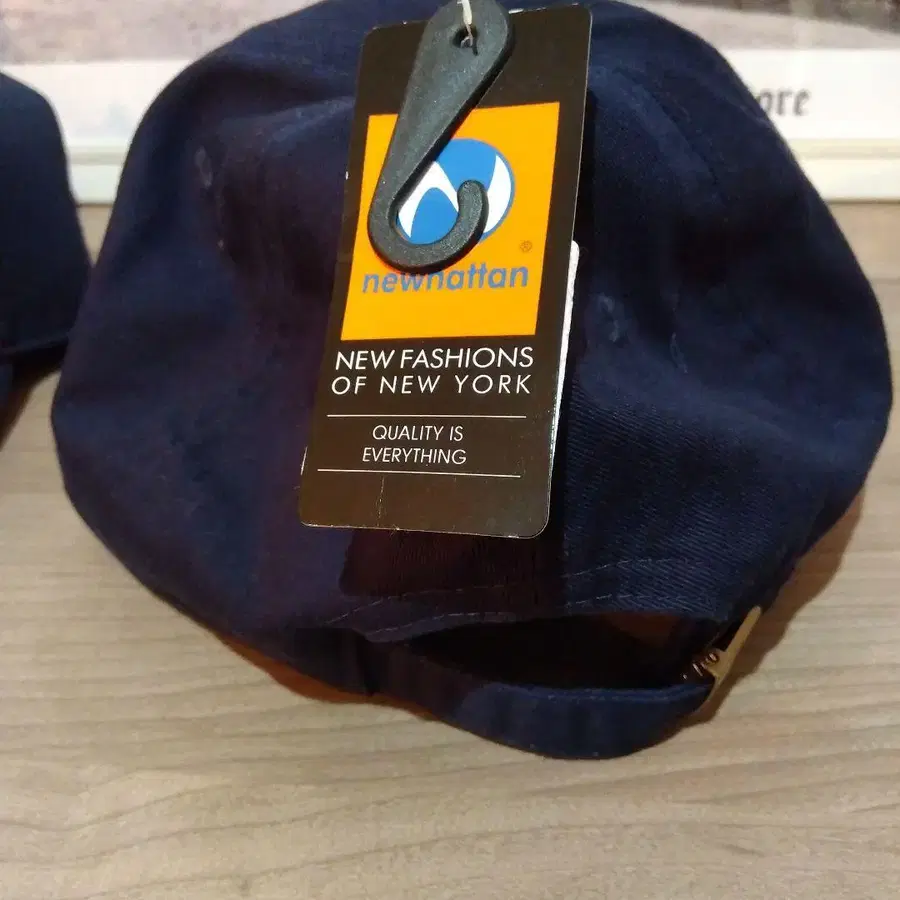 newhattan
®
NEW FASHIONS
OF NEW YORK
QUALITY IS
EVERYTHING